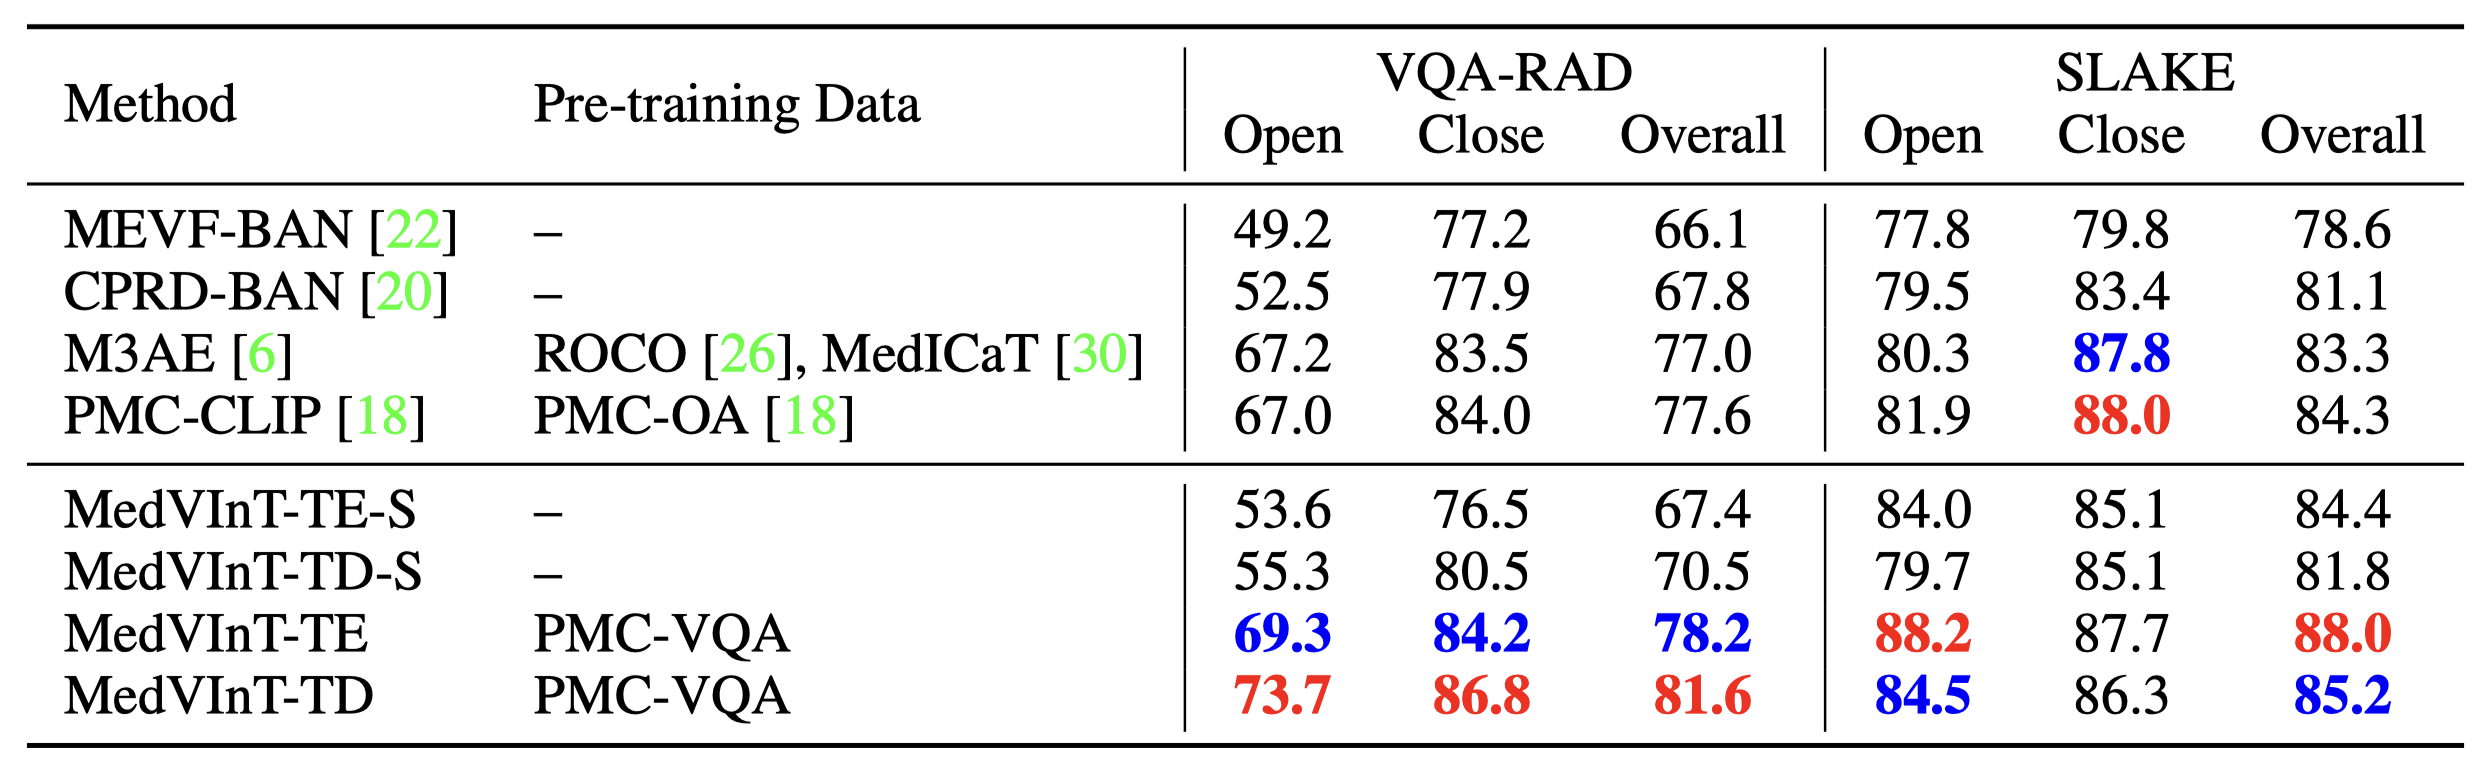 VQA-RAD SLAKE
Method Pre-training Data
Open Close Overall Open Close Overall
MEVF-BAN [22] – 49.2 77.2 66.1 77.8 79.8 78.6
CPRD-BAN [20] – 52.5 77.9 67.8 79.5 83.4 81.1
M3AE [6] ROCO [26], MedICaT [30] 67.2 83.5 77.0 80.3 87.8 83.3
PMC-CLIP [18] PMC-OA [18] 67.0 84.0 77.6 81.9 88.0 84.3
MedVInT-TE-S – 53.6 76.5 67.4 84.0 85.1 84.4
MedVInT-TD-S – 55.3 80.5 70.5 79.7 85.1 81.8
MedVInT-TE PMC-VQA 69.3 84.2 78.2 88.2 87.7 88.0
MedVInT-TD PMC-VQA 73.7 86.8 81.6 84.5 86.3 85.2